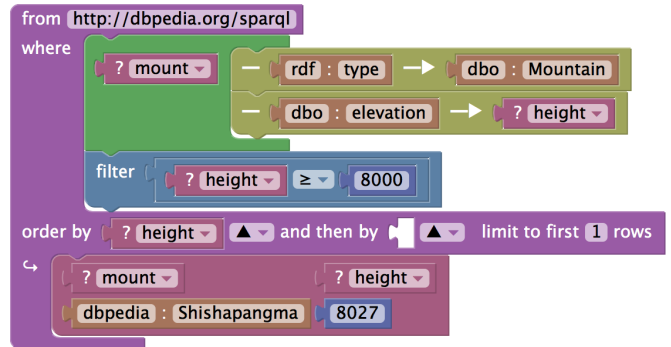 from http://dbpedia.org/sparql
where
? mount rdf : type dbo : Mountain
dbo : elevation ? height
filter ? height ≥ 8000
order by ? height ▲ and then by ▲ limit to first 1 rows
? mount ? height
dbpedia : Shishapangma 8027